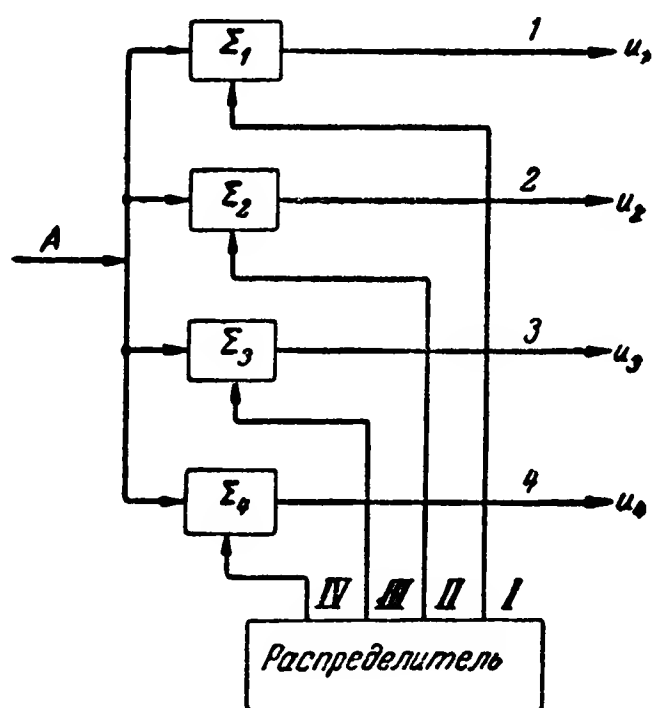 Σ₁ 1 u₁
Σ₂ 2 u₂
A
Σ₃ 3 u₃
Σ₄ 4 u₄
IV III II I
Распределитель